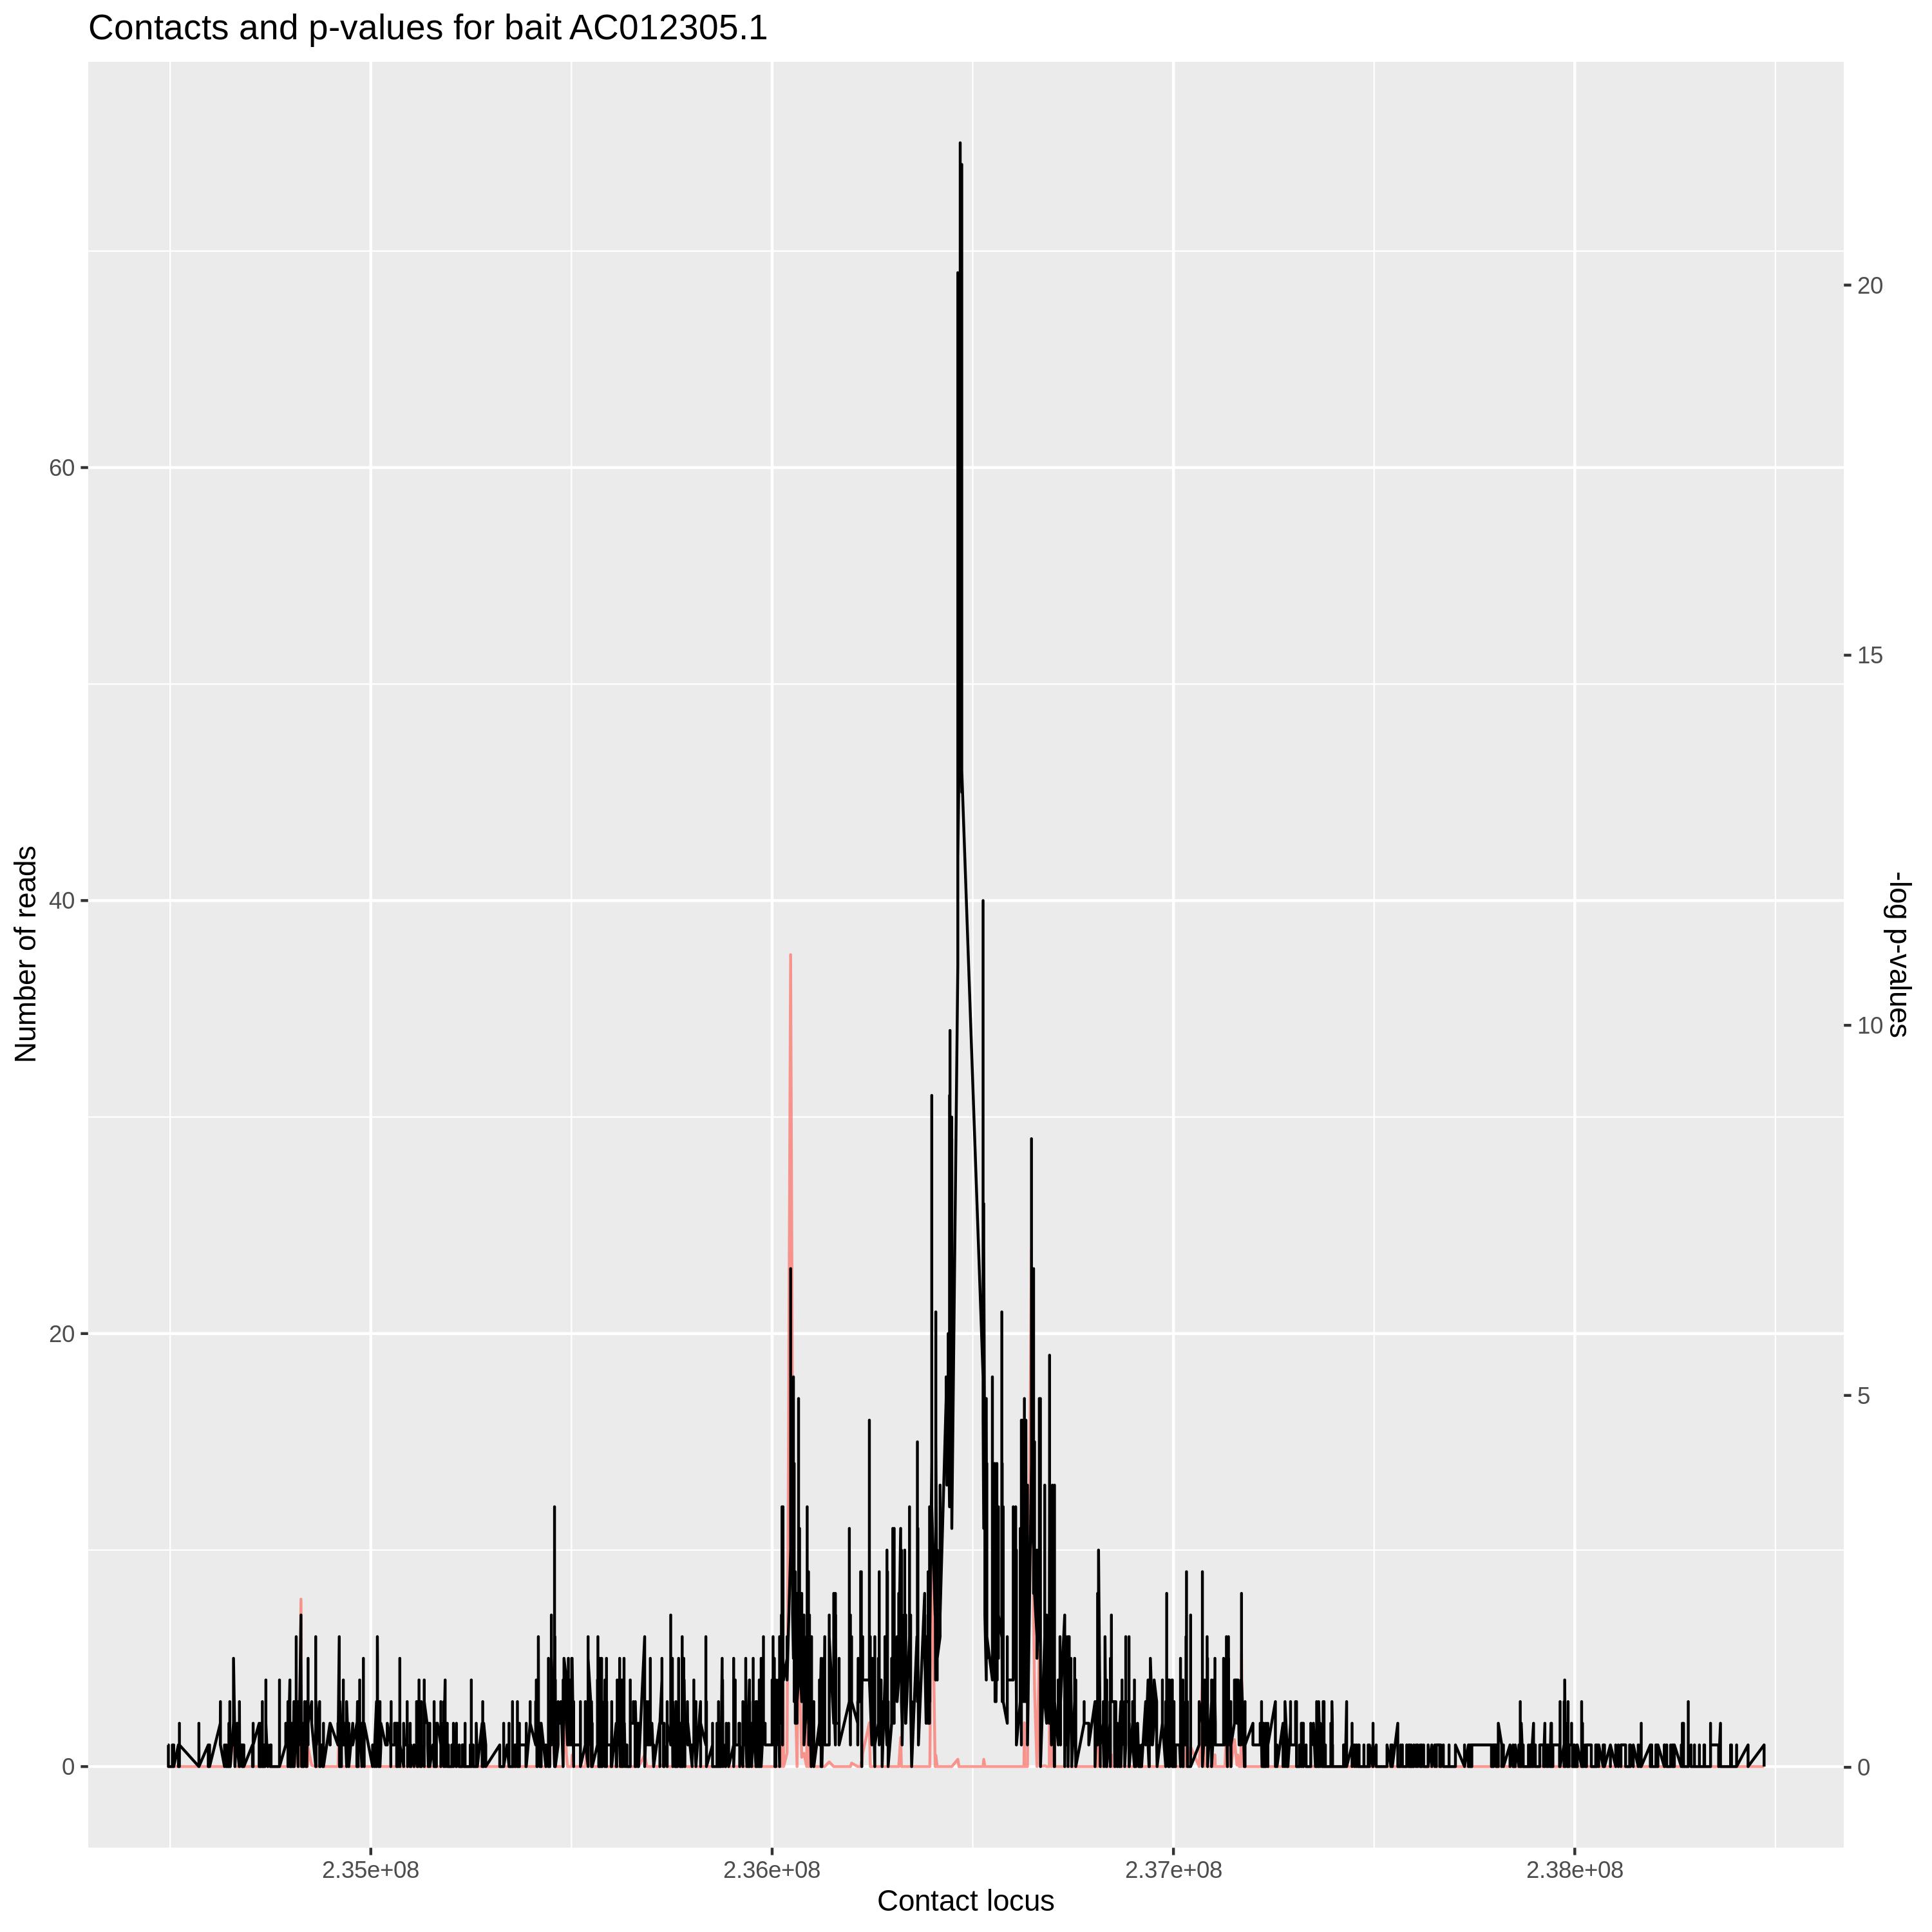 Contacts and p-values for bait AC012305.1
Number of reads
60
40
20
0
20
15
10
5
0
-log p-values
2.35e+08 2.36e+08 2.37e+08 2.38e+08
Contact locus